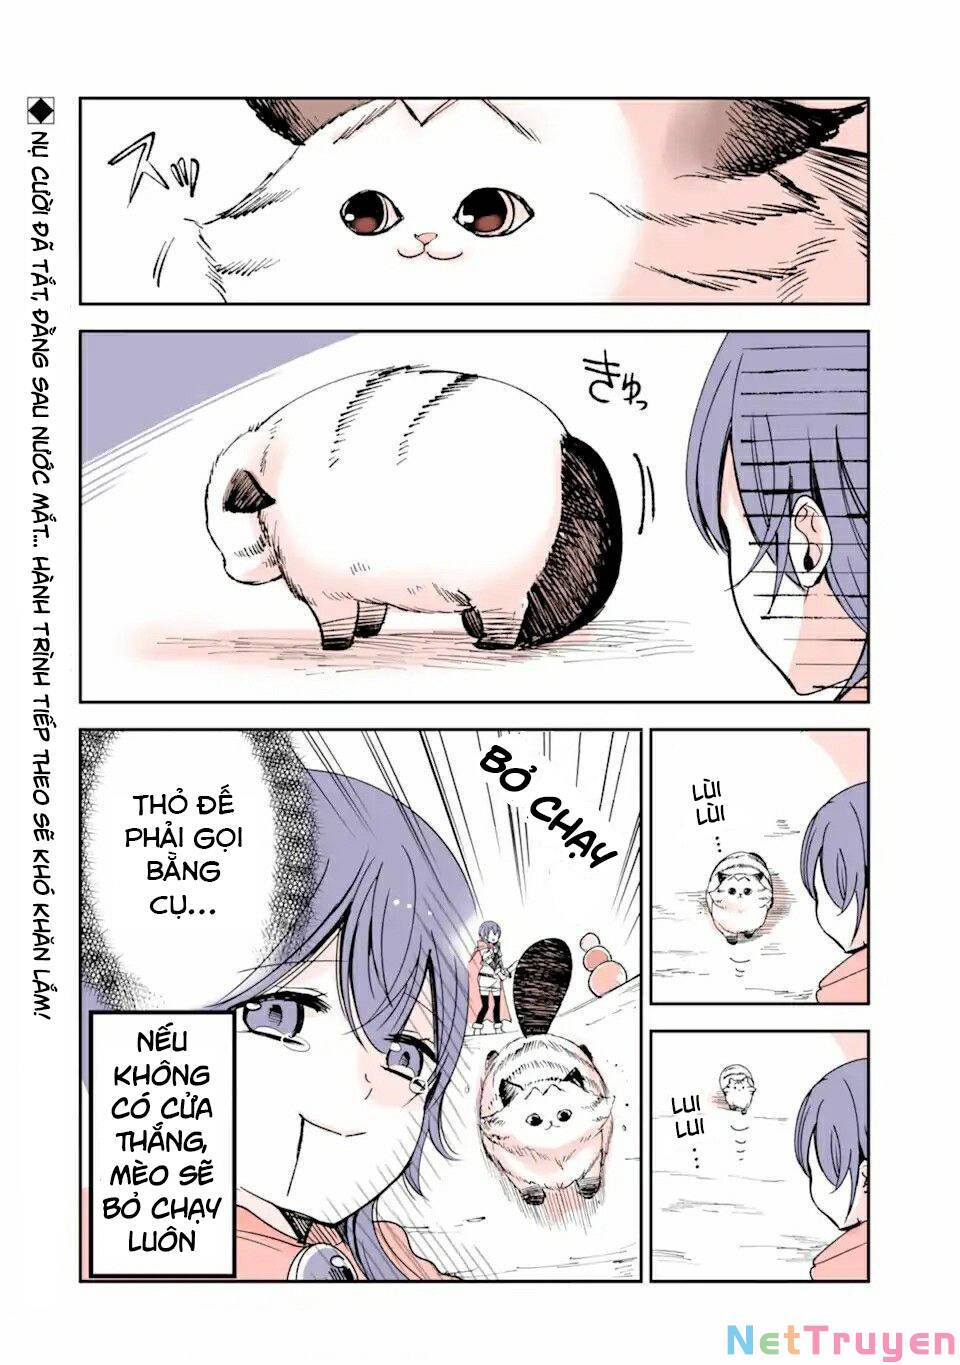 ◆ NỤ CƯỜI ĐÃ TẮT, ĐẰNG SAU NƯỚC MẮT... HÀNH TRÌNH TIẾP THEO SẼ KHÓ KHĂN LẮM!
スッ
きゅっ
LÙI
LÙI
...
LUI
LUI
...
BỎ CHẠY
THỎ ĐẾ
PHẢI GỌI
BẰNG
CỤ...
NẾU
KHÔNG
CÓ CỬA
THẮNG,
MÈO SẼ
BỎ CHẠY
LUÔN
NetTruyen